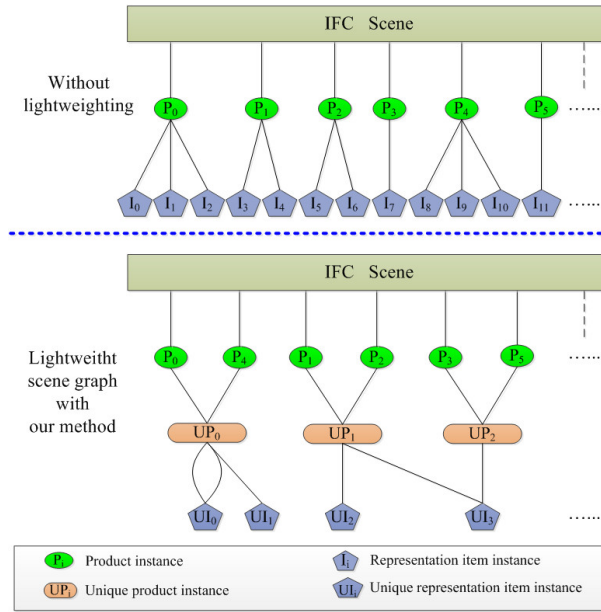 IFC Scene
Without
lightweighting
P0 P1 P2 P3 P4 P5 ......
I0 I1 I2 I3 I4 I5 I6 I7 I8 I9 I10 I11 ......
IFC Scene
Lightweitht
scene graph
with
our method
P0 P4 P1 P2 P3 P5 ......
UP0 UP1 UP2
UI0 UI1 UI2 UI3 ......
Pi Product instance
Ii Representation item instance
UPi Unique product instance
UIi Unique representation item instance